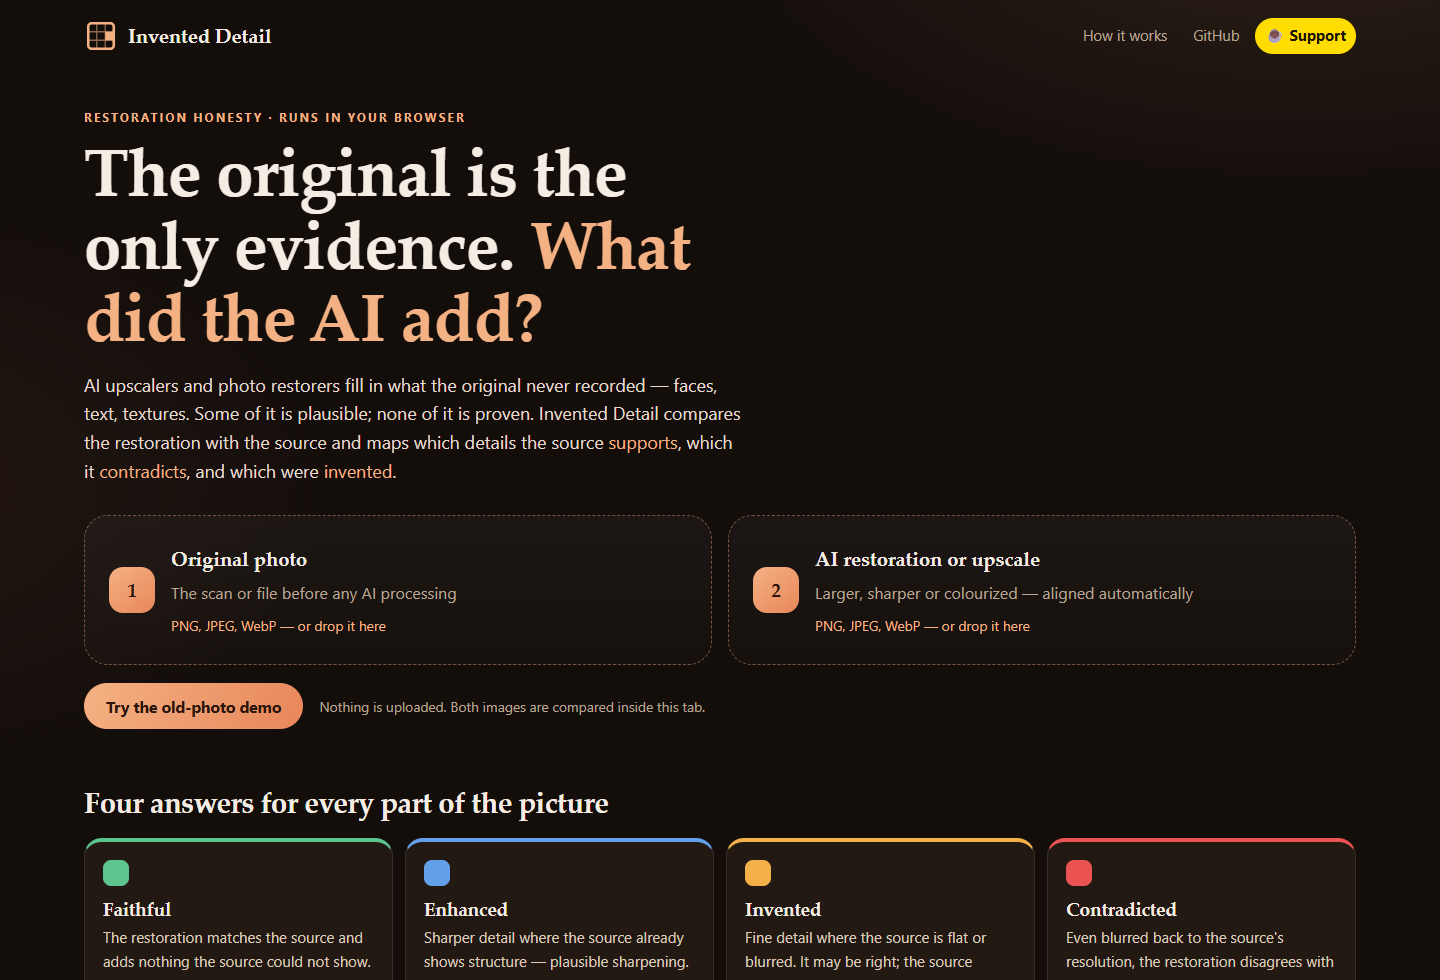 Invented Detail
How it works
GitHub
Support
RESTORATION HONESTY · RUNS IN YOUR BROWSER
The original is the
only evidence. What
did the AI add?
AI upscalers and photo restorers fill in what the original never recorded — faces,
text, textures. Some of it is plausible; none of it is proven. Invented Detail compares
the restoration with the source and maps which details the source supports, which
it contradicts, and which were invented.
1
Original photo
The scan or file before any AI processing
PNG, JPEG, WebP — or drop it here
2
AI restoration or upscale
Larger, sharper or colourized — aligned automatically
PNG, JPEG, WebP — or drop it here
Try the old-photo demo
Nothing is uploaded. Both images are compared inside this tab.
Four answers for every part of the picture
Faithful
The restoration matches the source and
adds nothing the source could not show.
Enhanced
Sharper detail where the source already
shows structure — plausible sharpening.
Invented
Fine detail where the source is flat or
blurred. It may be right; the source
Contradicted
Even blurred back to the source's
resolution, the restoration disagrees with